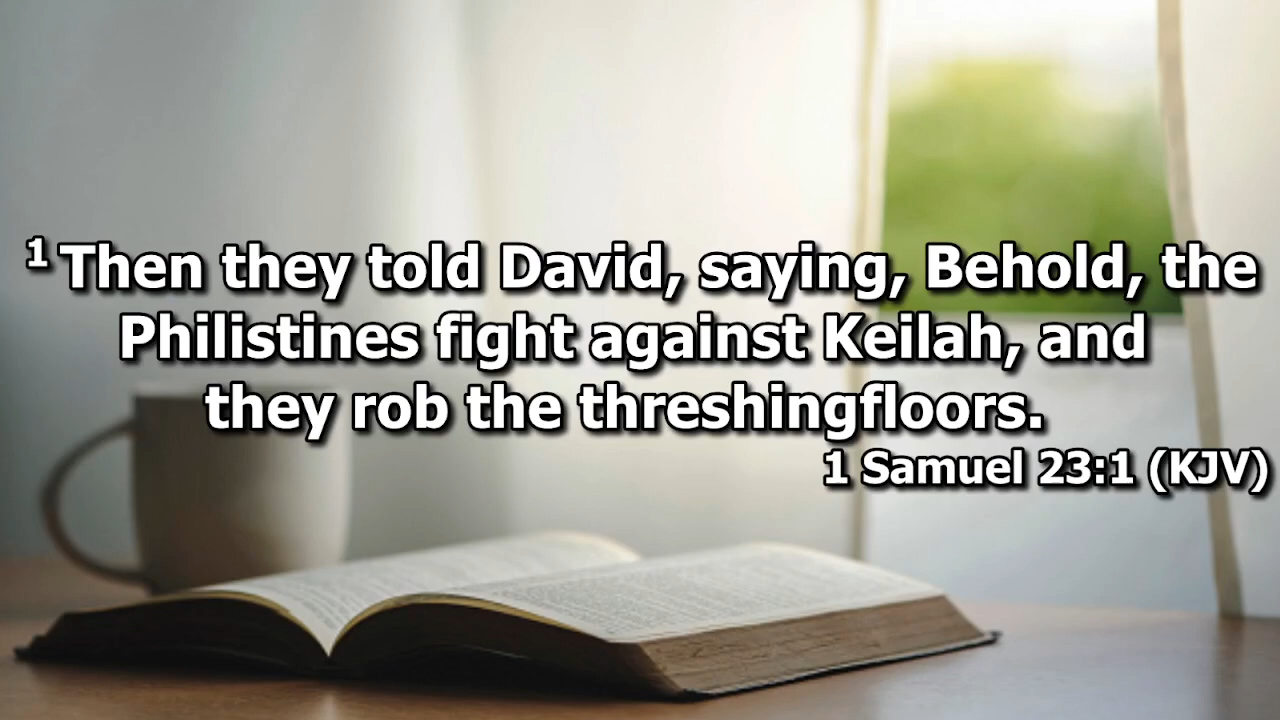 1 Then they told David, saying, Behold, the
Philistines fight against Keilah, and
they rob the threshingfloors.
1 Samuel 23:1 (KJV)